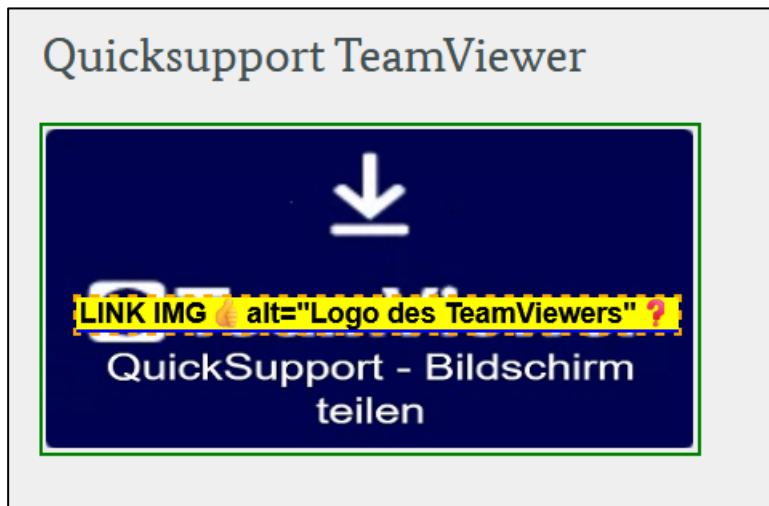 Quicksupport TeamViewer
LINK IMG👍 alt="Logo des TeamViewers"❓
QuickSupport - Bildschirm
teilen